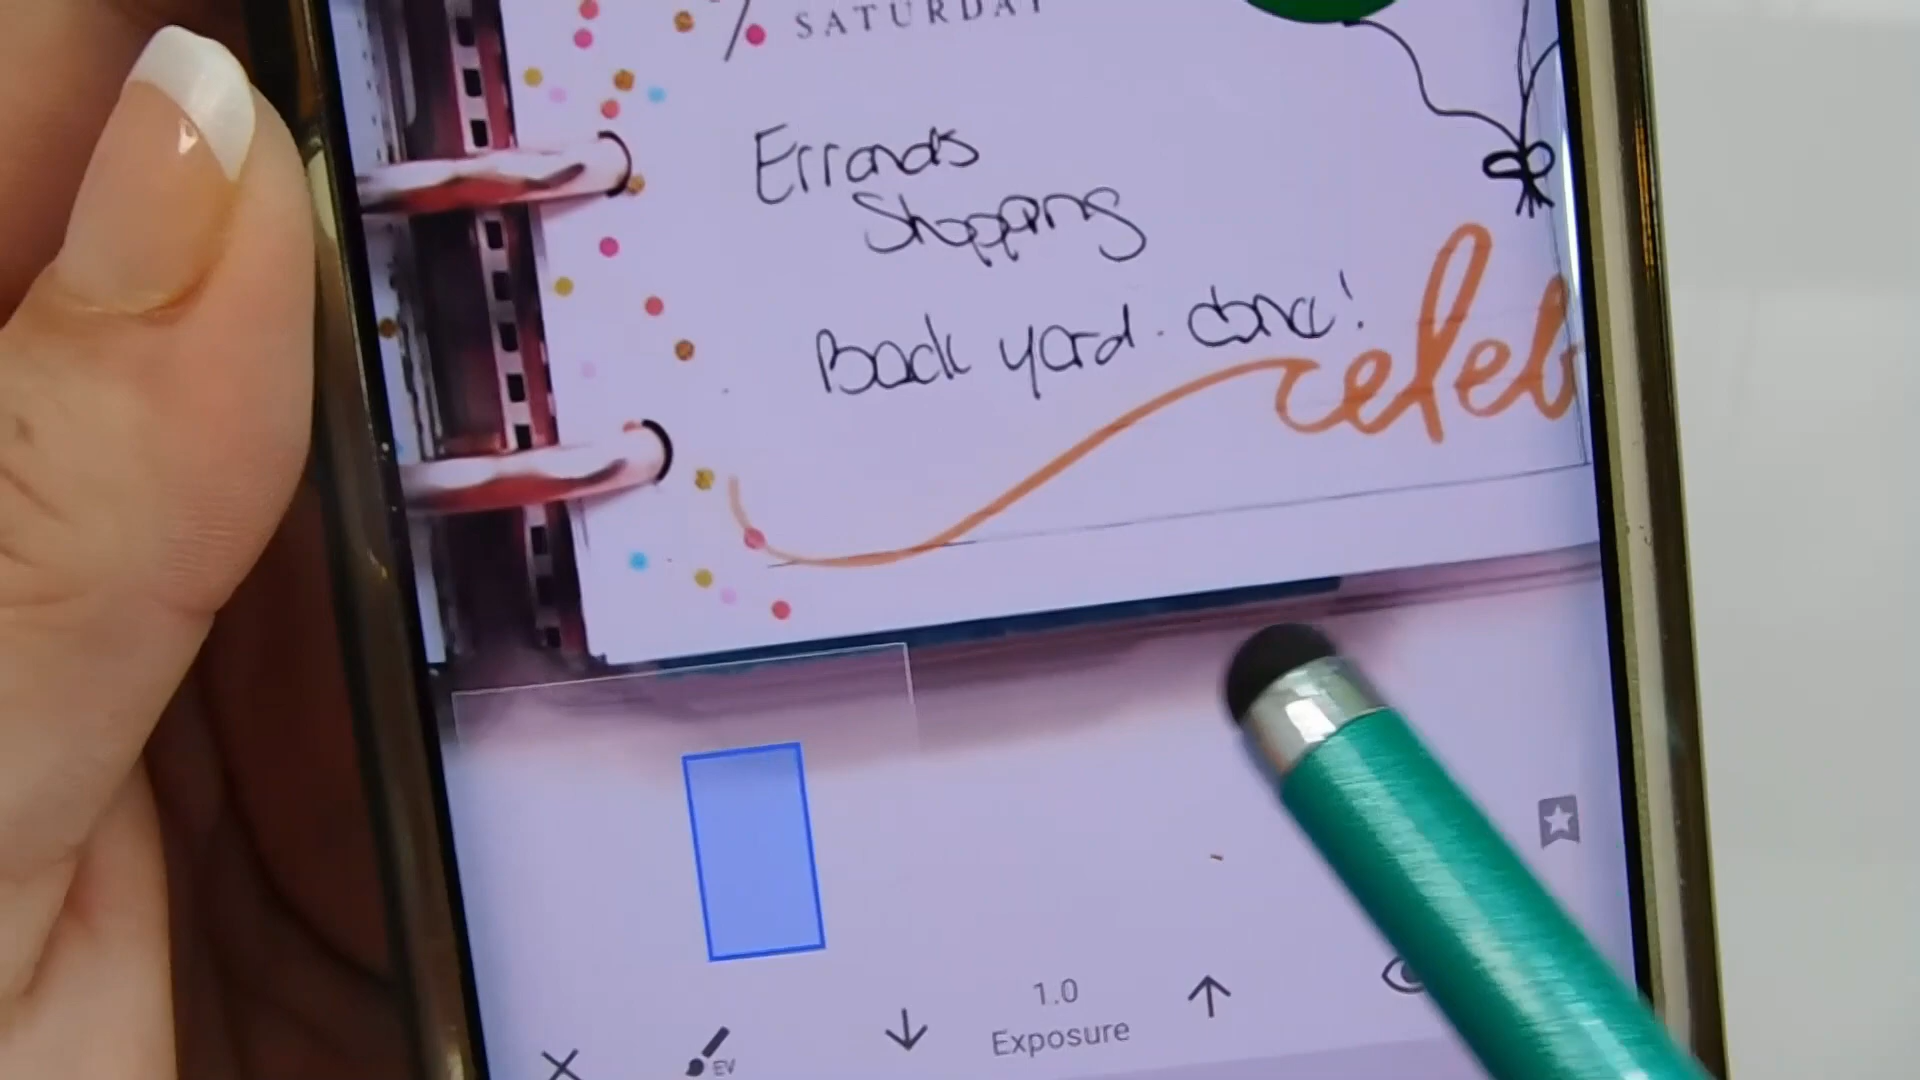 SATURDAY
Errands
Shopping
Back yard. done!
celeb
1.0
Exposure
EV